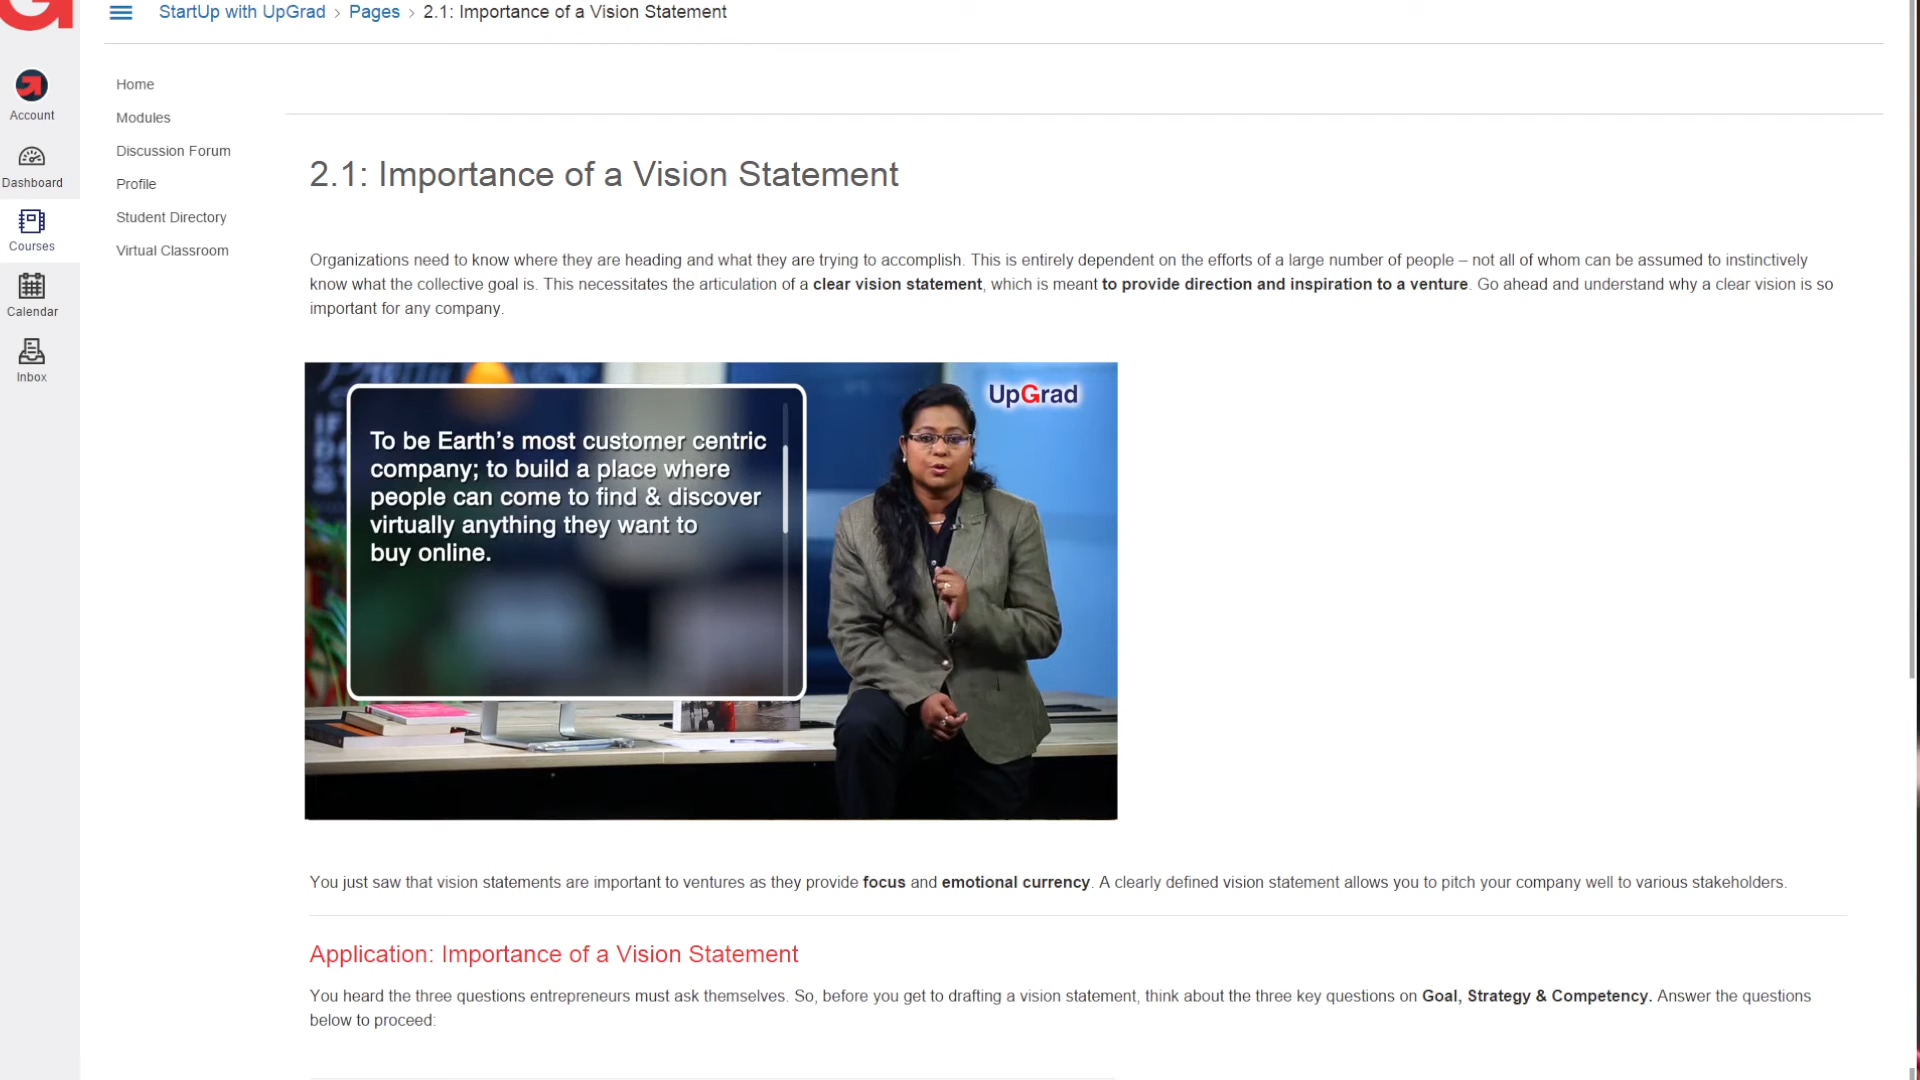 StartUp with UpGrad › Pages › 2.1: Importance of a Vision Statement
Account
Dashboard
Courses
Calendar
Inbox
Home
Modules
Discussion Forum
Profile
Student Directory
Virtual Classroom
2.1: Importance of a Vision Statement
Organizations need to know where they are heading and what they are trying to accomplish. This is entirely dependent on the efforts of a large number of people – not all of whom can be assumed to instinctively
know what the collective goal is. This necessitates the articulation of a clear vision statement, which is meant to provide direction and inspiration to a venture. Go ahead and understand why a clear vision is so
important for any company.
UpGrad
To be Earth's most customer centric
company; to build a place where
people can come to find & discover
virtually anything they want to
buy online.
You just saw that vision statements are important to ventures as they provide focus and emotional currency. A clearly defined vision statement allows you to pitch your company well to various stakeholders.
Application: Importance of a Vision Statement
You heard the three questions entrepreneurs must ask themselves. So, before you get to drafting a vision statement, think about the three key questions on Goal, Strategy & Competency. Answer the questions
below to proceed: